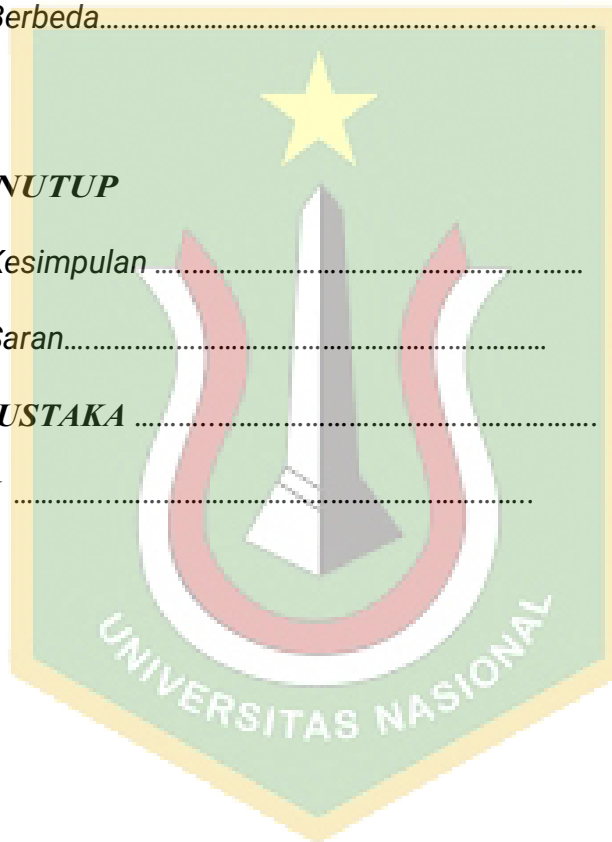 Berbeda................................................................
NUTUP
Kesimpulan ........................................................
Saran..............................................................
USTAKA .............................................................
....................................................................
UNIVERSITAS NASIONAL